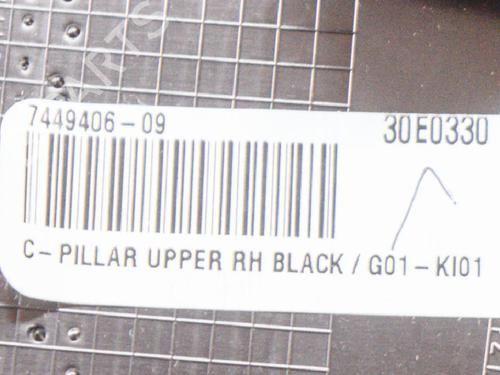 7449406-09
30E0330
C-PILLAR UPPER RH BLACK / G01-KI01